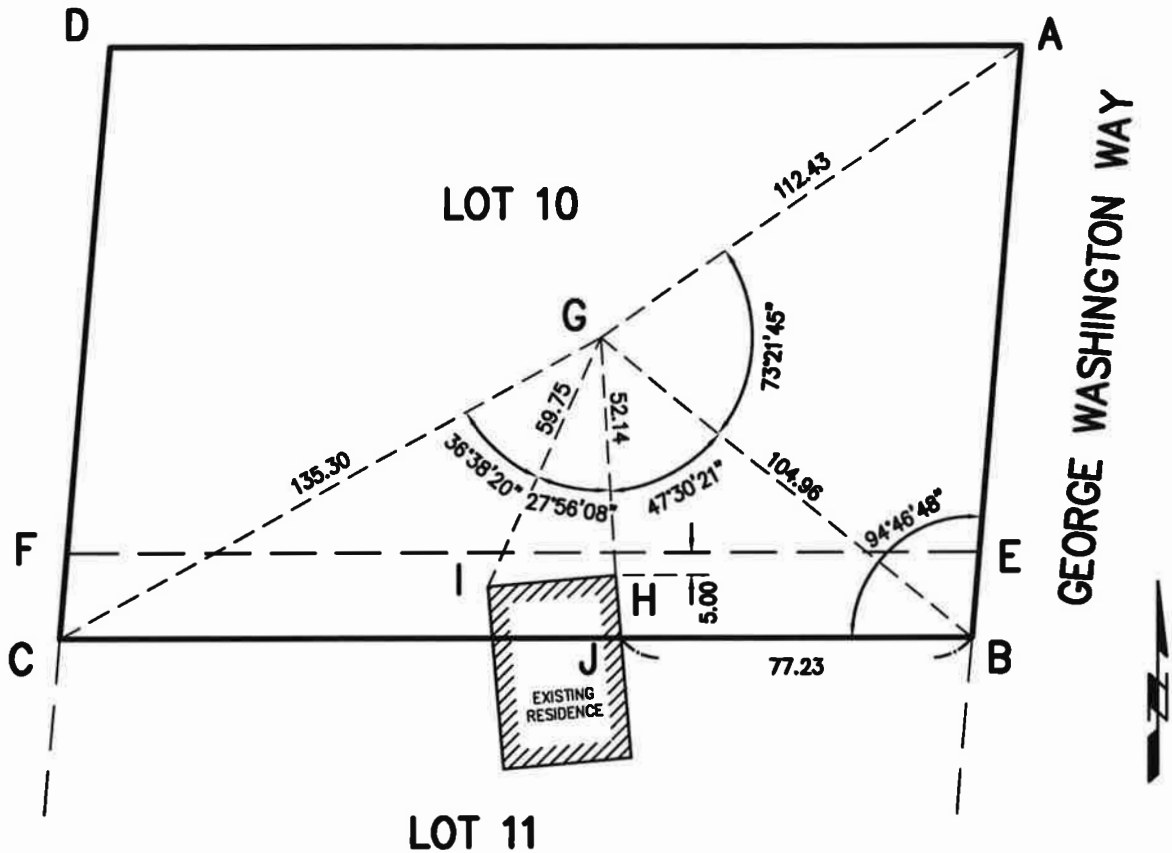 D
A
GEORGE WASHINGTON WAY
112.43
LOT 10
G
73°21'45"
59.75
52.14
36°38'20"
27°56'08"
47°30'21"
135.30
104.96
94°46'48"
F
E
I
H
5.00
C
J
B
77.23
EXISTING
RESIDENCE
N
LOT 11